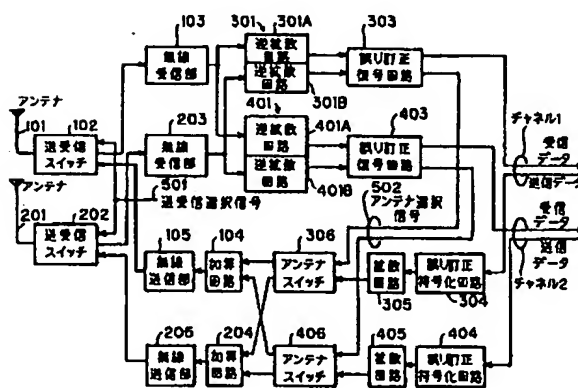 103
無線
受信部
301
301A
逆拡散
回路
逆拡散
回路
301B
303
誤り訂正
信号回路
アンテナ
101
102
送受信
スイッチ
203
無線
受信部
401
逆拡散
回路
401A
逆拡散
回路
401B
403
誤り訂正
信号回路
チャネル1
受信
データ
送信データ
受信
データ
送信
データ
チャネル2
アンテナ
201
202
送受信
スイッチ
501
送受信選択信号
502
アンテナ選択
信号
105
無線
送信部
104
加算
回路
306
アンテナ
スイッチ
拡散
回路
305
誤り訂正
符号化回路
304
205
無線
送信部
204
加算
回路
406
アンテナ
スイッチ
405
拡散
回路
404
誤り訂正
符号化回路